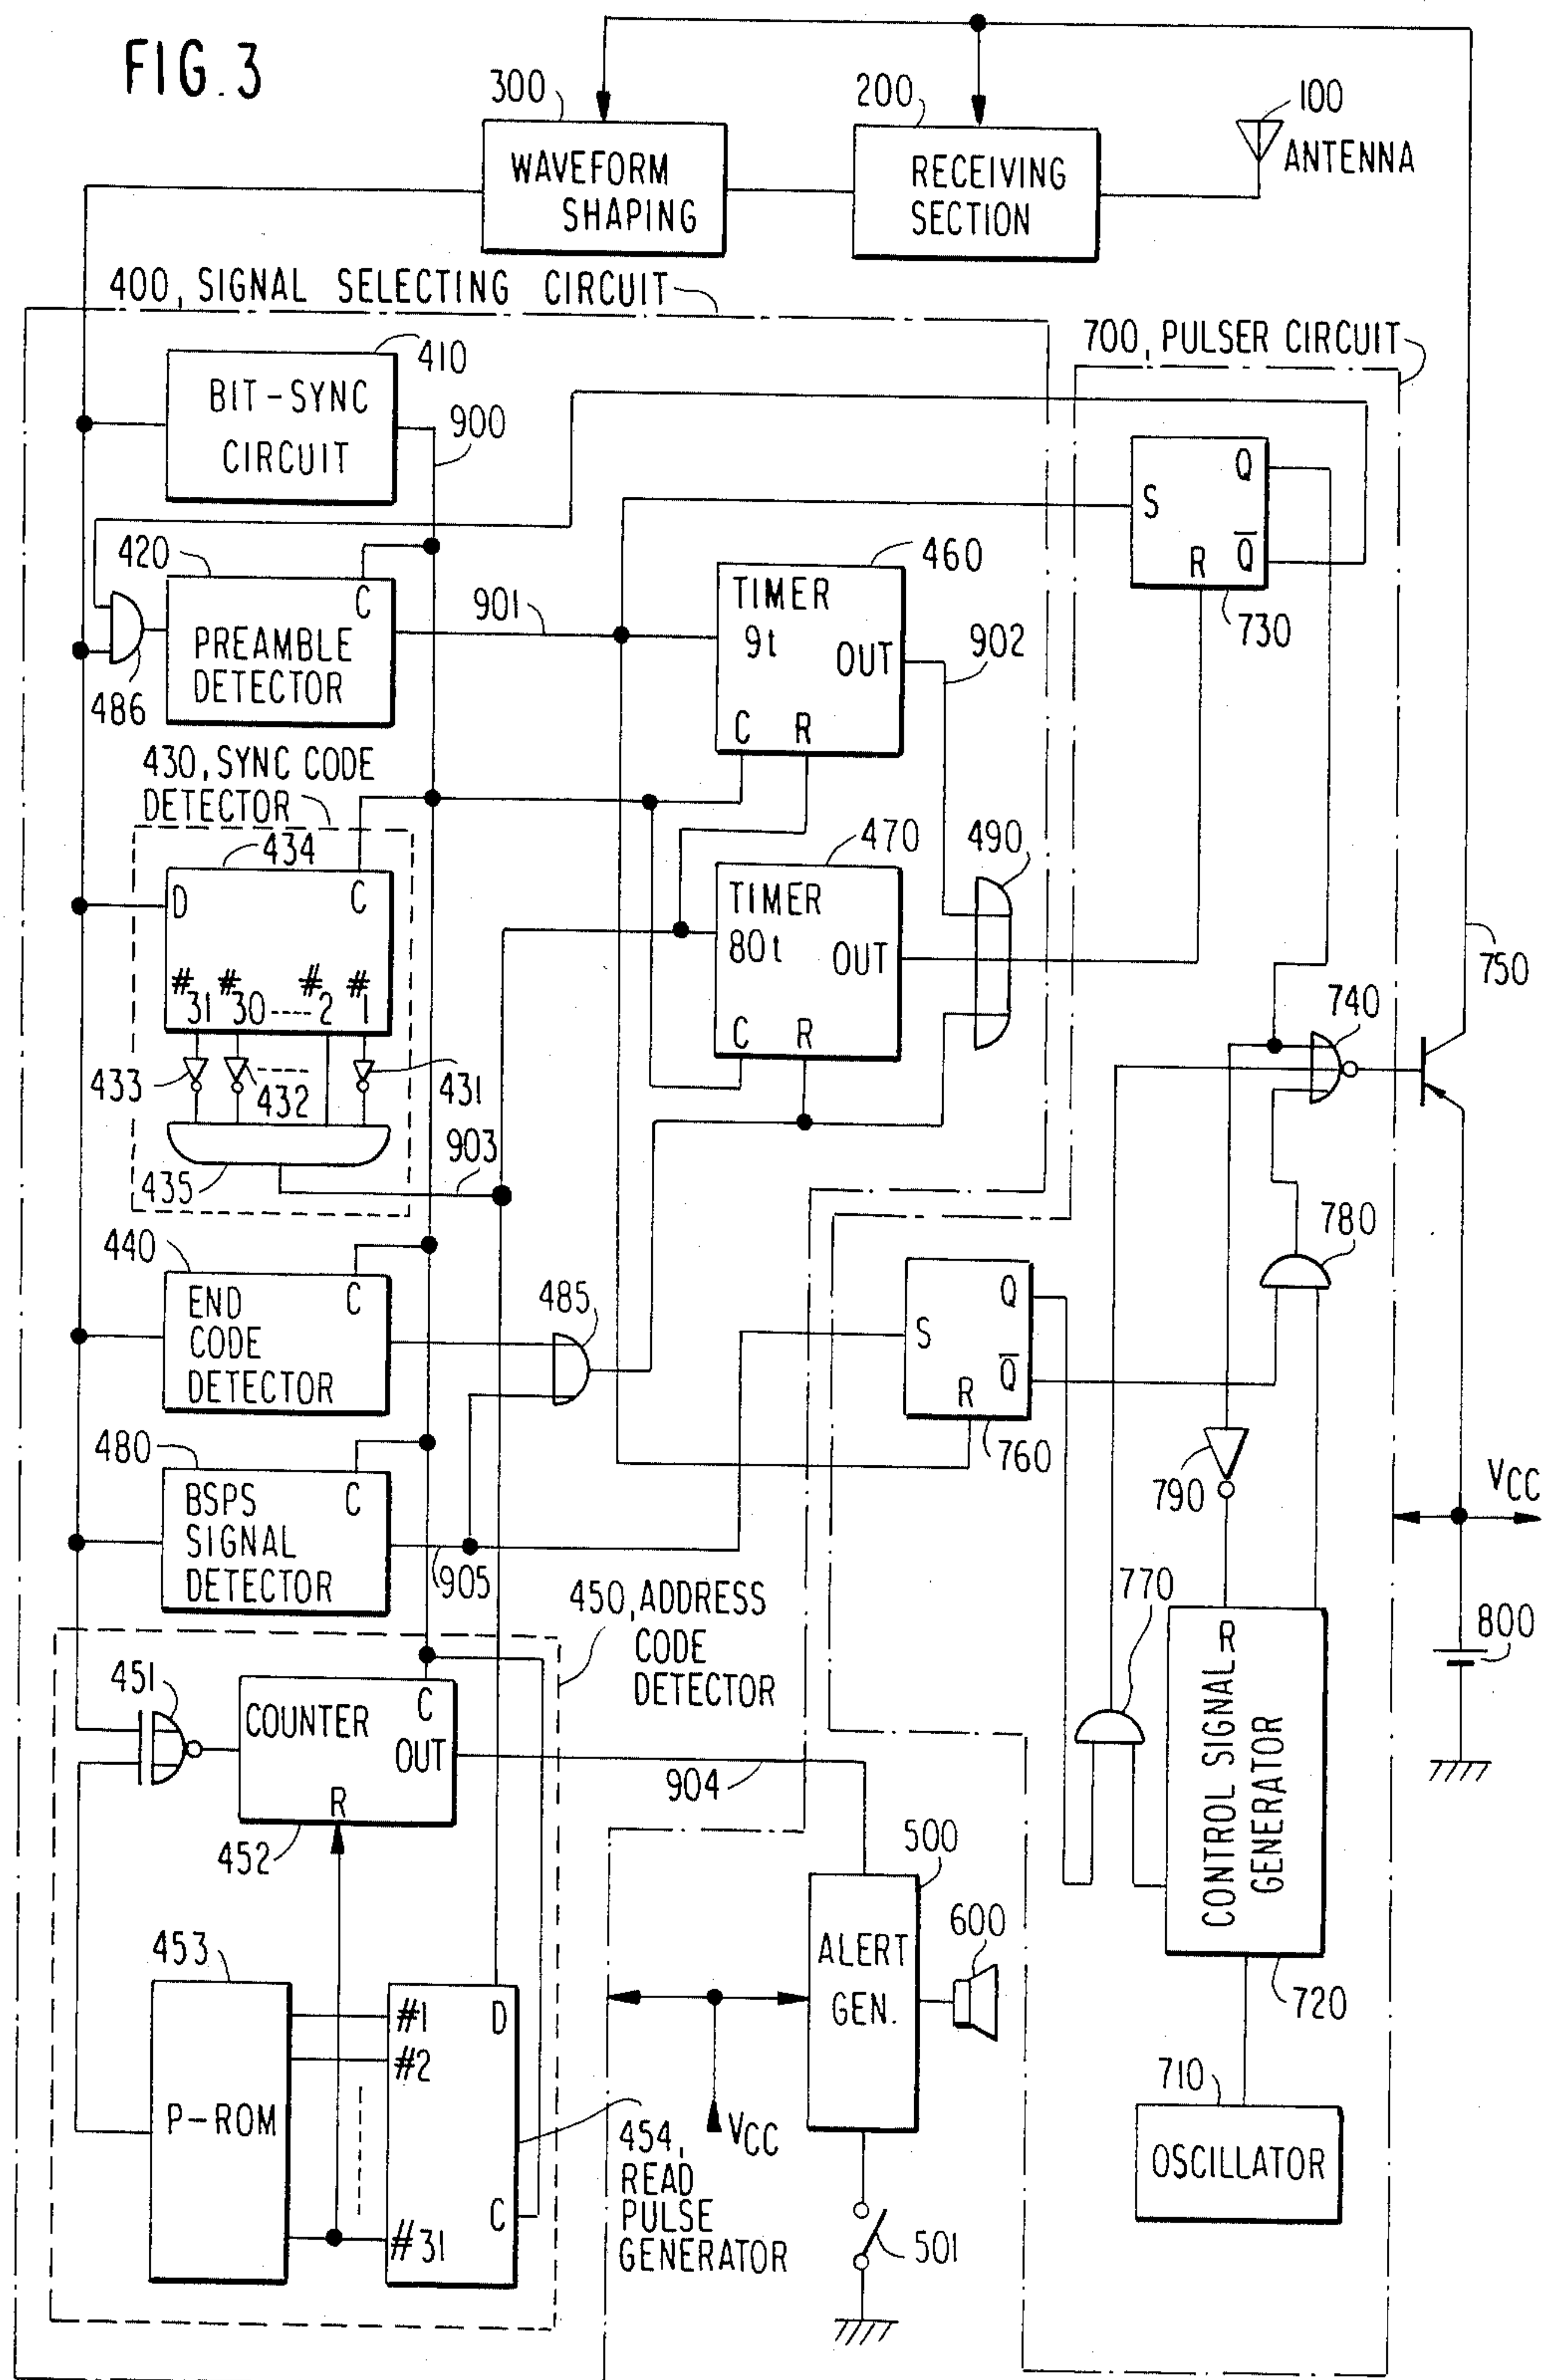 FIG. 3
300
200
100
ANTENNA
WAVEFORM
SHAPING
RECEIVING
SECTION
400, SIGNAL SELECTING CIRCUIT
700, PULSER CIRCUIT
410
BIT-SYNC
CIRCUIT
900
Q
S
R
Q̅
730
420
C
PREAMBLE
DETECTOR
486
901
460
TIMER
9t
OUT
C R
902
430, SYNC CODE
DETECTOR
434
D C
#31 #30 ---- #2 #1
433
432
431
435
903
470
TIMER
80t
OUT
C R
490
750
740
780
440
END
CODE
DETECTOR
C
485
Q
S
R
Q̅
760
480
BSPS
SIGNAL
DETECTOR
C
905
790
VCC
450, ADDRESS
CODE
DETECTOR
770
800
451
COUNTER
C
OUT
R
452
904
R
CONTROL SIGNAL
GENERATOR
720
500
ALERT
GEN.
600
453
P-ROM
#1
#2
#31
D
C
454,
READ
PULSE
GENERATOR
VCC
501
710
OSCILLATOR